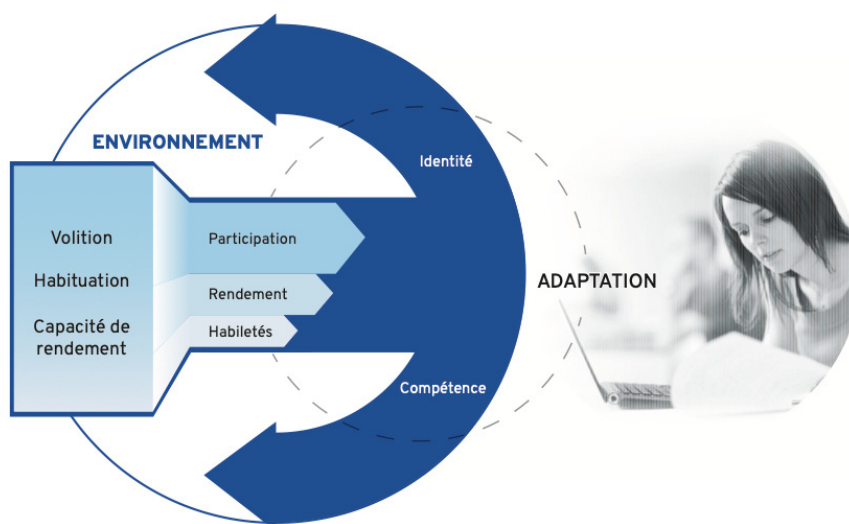 ENVIRONNEMENT
Volition
Habituation
Capacité de
rendement
Participation
Rendement
Habiletés
Identité
Compétence
ADAPTATION